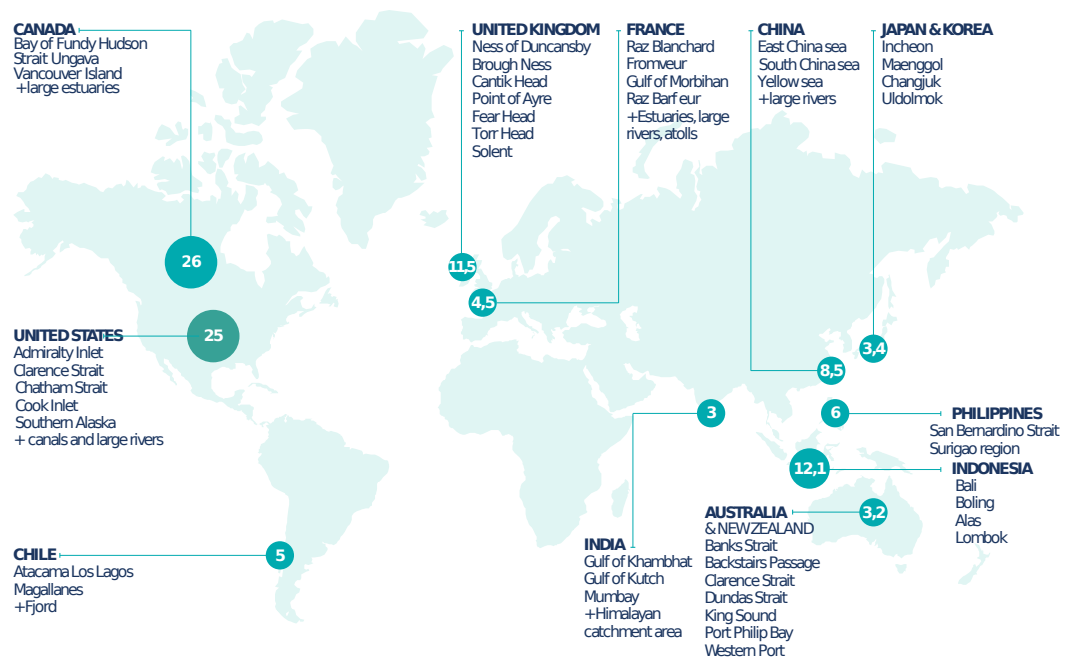 CANADA
Bay of Fundy Hudson
Strait Ungava
Vancouver Island
+large estuaries
UNITED KINGDOM
Ness of Duncansby
Brough Ness
Cantik Head
Point of Ayre
Fear Head
Torr Head
Solent
FRANCE
Raz Blanchard
Fromveur
Gulf of Morbihan
Raz Barf eur
+Estuaries, large
rivers, atolls
CHINA
East China sea
South China sea
Yellow sea
+large rivers
JAPAN & KOREA
Incheon
Maenggol
Changjuk
Uldolmok
26
11,5
4,5
25
3,4
8,5
3
6
12,1
3,2
5
UNITED STATES
Admiralty Inlet
Clarence Strait
Chatham Strait
Cook Inlet
Southern Alaska
+ canals and large rivers
PHILIPPINES
San Bernardino Strait
Surigao region
INDONESIA
Bali
Boling
Alas
Lombok
CHILE
Atacama Los Lagos
Magallanes
+Fjord
INDIA
Gulf of Khambhat
Gulf of Kutch
Mumbay
+Himalayan
catchment area
AUSTRALIA
& NEW ZEALAND
Banks Strait
Backstairs Passage
Clarence Strait
Dundas Strait
King Sound
Port Philip Bay
Western Port